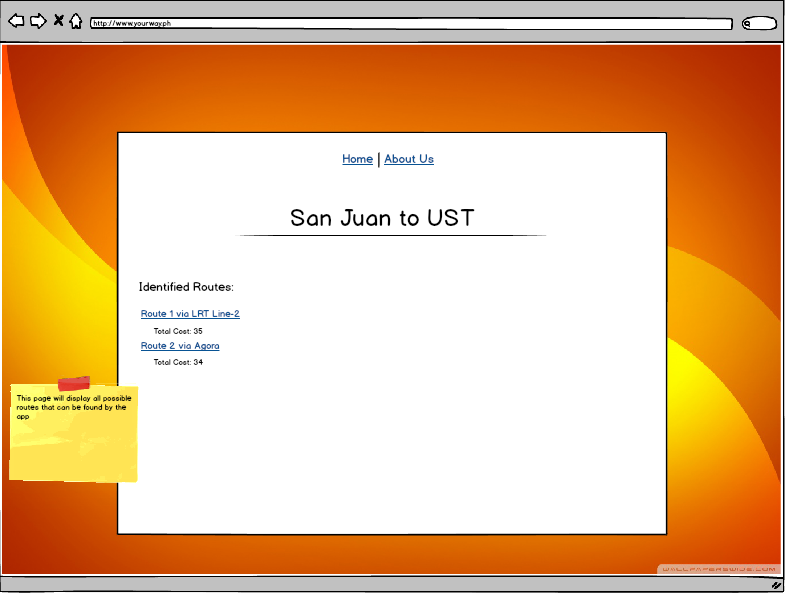 http://www.yourway.ph
Home | About Us
San Juan to UST
Identified Routes:
Route 1 via LRT Line-2
Total Cost: 35
Route 2 via Agora
Total Cost: 34
This page will display all possible
routes that can be found by the
app
WALLPAPERSWIDE.COM